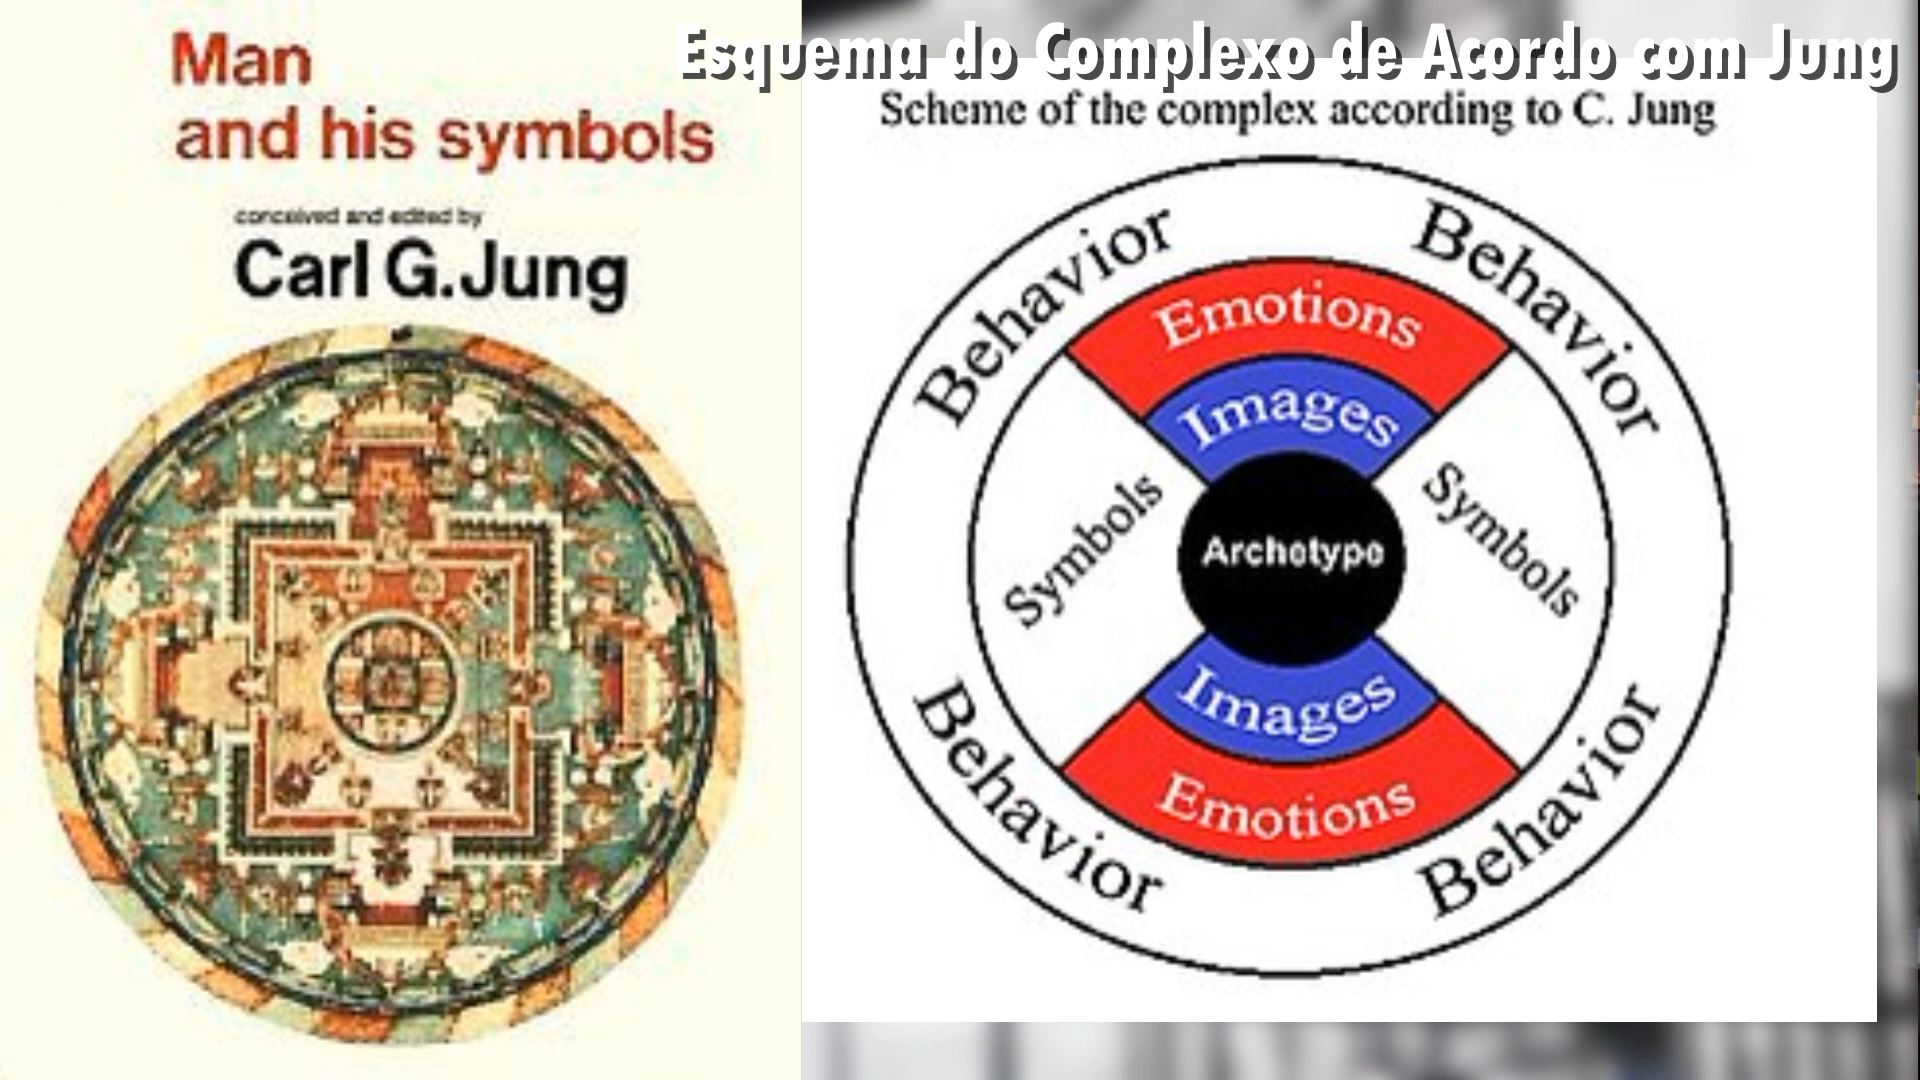 Man
and his symbols
conceived and edited by
Carl G. Jung
Esquema do Complexo de Acordo com Jung
Scheme of the complex according to C. Jung
Behavior
Behavior
Emotions
Images
Symbols
Symbols
Archetype
Images
Emotions
Behavior
Behavior